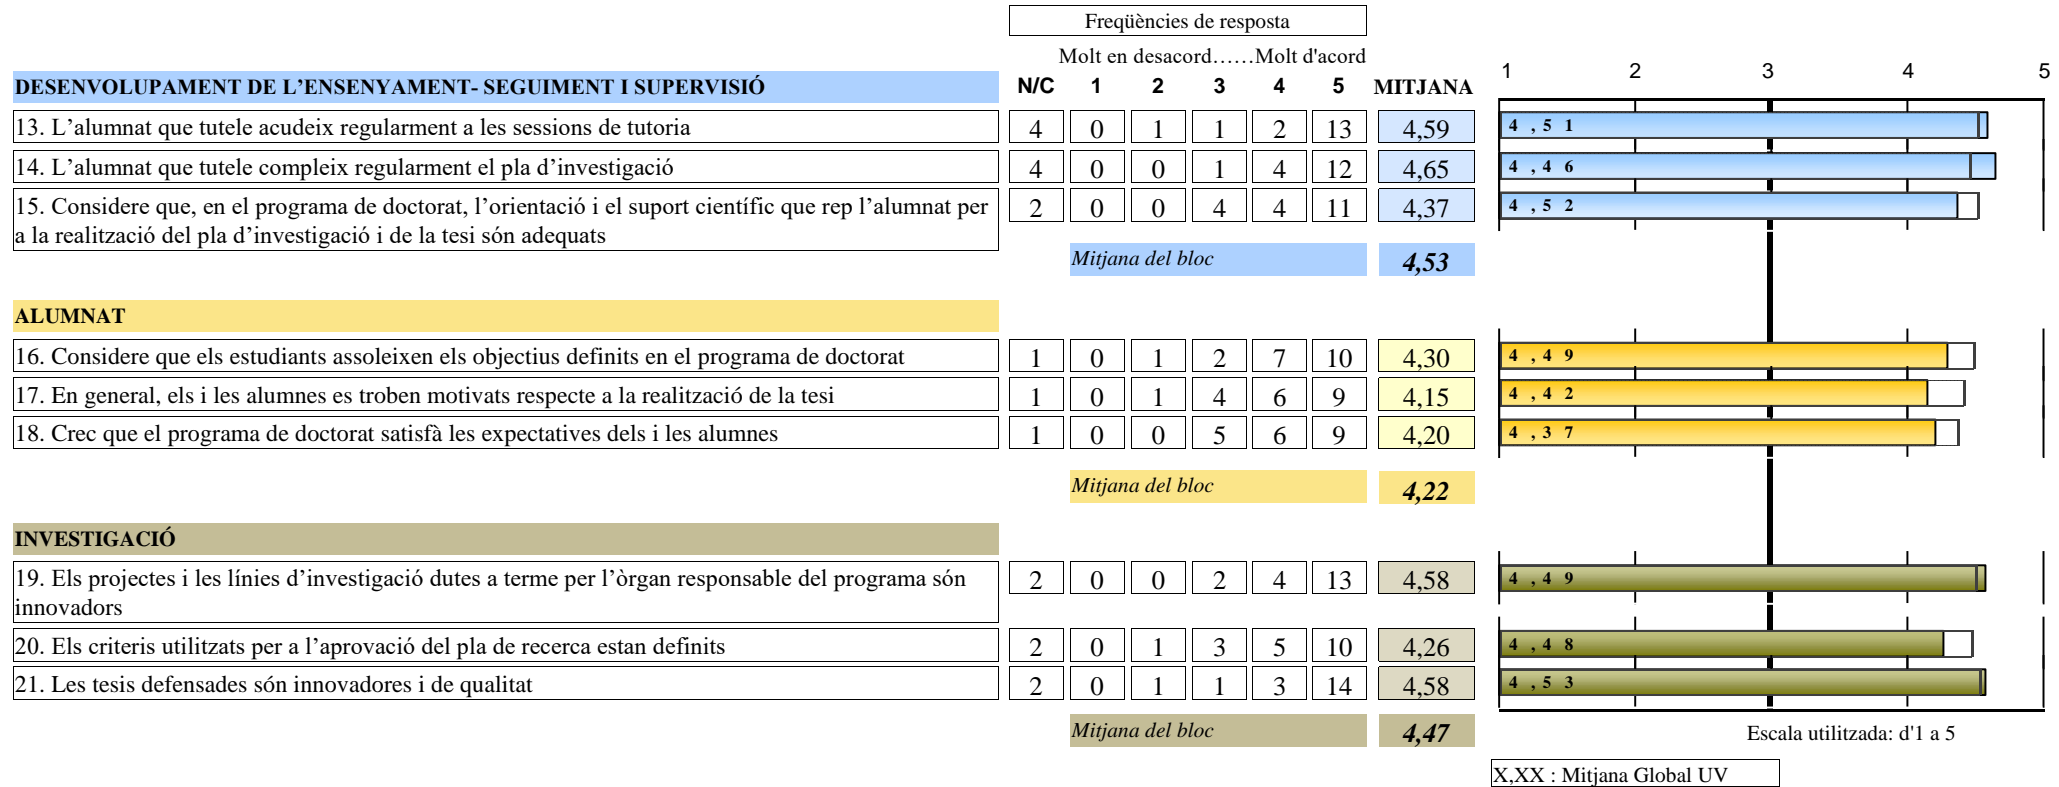 Freqüències de resposta
Molt en desacord……Molt d'acord
DESENVOLUPAMENT DE L’ENSENYAMENT- SEGUIMENT I SUPERVISIÓ N/C 1 2 3 4 5 MITJANA 1 2 3 4 5
13. L’alumnat que tutele acudeix regularment a les sessions de tutoria 4 0 1 1 2 13 4,59 4,51
14. L’alumnat que tutele compleix regularment el pla d’investigació 4 0 0 1 4 12 4,65 4,46
15. Considere que, en el programa de doctorat, l’orientació i el suport científic que rep l’alumnat per 2 0 0 4 4 11 4,37 4,52
a la realització del pla d’investigació i de la tesi són adequats
Mitjana del bloc 4,53
ALUMNAT
16. Considere que els estudiants assoleixen els objectius definits en el programa de doctorat 1 0 1 2 7 10 4,30 4,49
17. En general, els i les alumnes es troben motivats respecte a la realització de la tesi 1 0 1 4 6 9 4,15 4,42
18. Crec que el programa de doctorat satisfà les expectatives dels i les alumnes 1 0 0 5 6 9 4,20 4,37
Mitjana del bloc 4,22
INVESTIGACIÓ
19. Els projectes i les línies d’investigació dutes a terme per l’òrgan responsable del programa són 2 0 0 2 4 13 4,58 4,49
innovadors
20. Els criteris utilitzats per a l’aprovació del pla de recerca estan definits 2 0 1 3 5 10 4,26 4,48
21. Les tesis defensades són innovadores i de qualitat 2 0 1 1 3 14 4,58 4,53
Mitjana del bloc 4,47
Escala utilitzada: d'1 a 5
X,XX : Mitjana Global UV